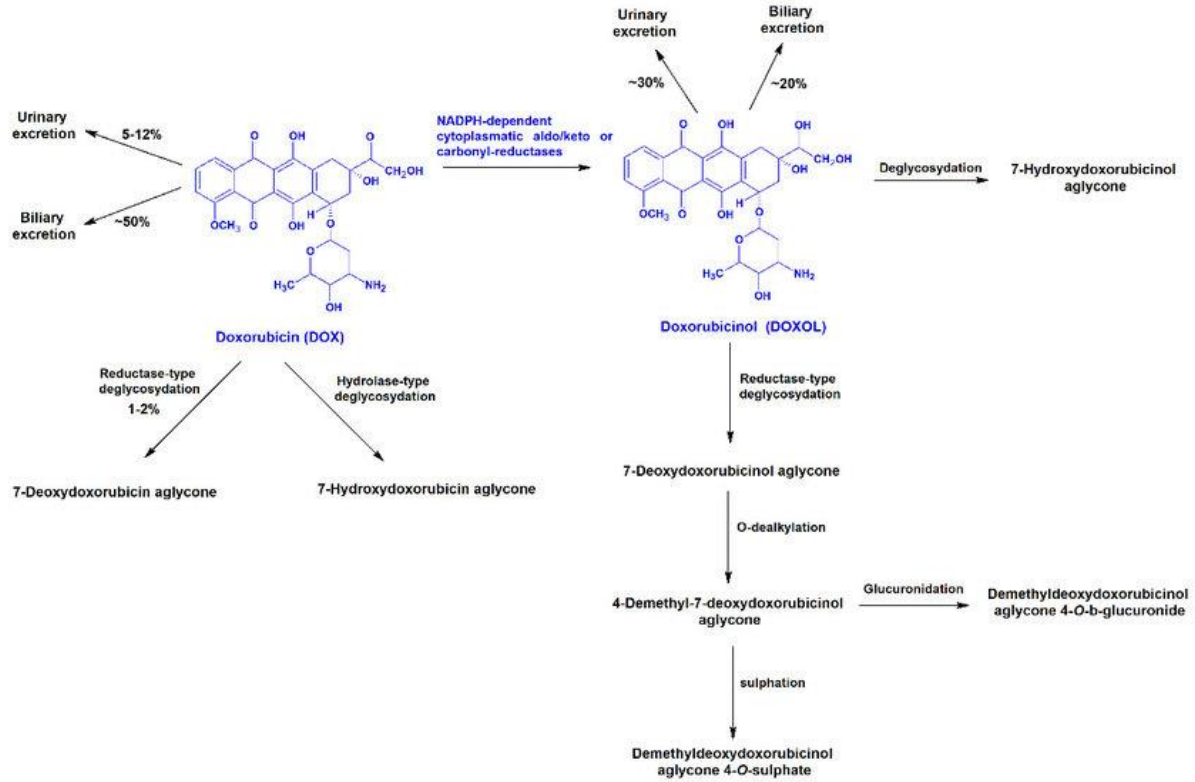 Urinary
excretion
Biliary
excretion
~30%
~20%
Urinary
excretion
5-12%
Biliary
excretion
~50%
O
OH
O
CH2OH
OH
OCH3
O
OH
H
O
O
H3C
NH2
OH
Doxorubicin (DOX)
NADPH-dependent
cytoplasmatic aldo/keto or
carbonyl-reductases
O
OH
OH
CH2OH
OH
OCH3
O
OH
H
O
O
H3C
NH2
OH
Doxorubicinol (DOXOL)
Deglycosydation
7-Hydroxydoxorubicinol
aglycone
Reductase-type
deglycosydation
1-2%
Hydrolase-type
deglycosydation
7-Deoxydoxorubicin aglycone
7-Hydroxydoxorubicin aglycone
Reductase-type
deglycosydation
7-Deoxydoxorubicinol aglycone
O-dealkylation
4-Demethyl-7-deoxydoxorubicinol
aglycone
Glucuronidation
Demethyldeoxydoxorubicinol
aglycone 4-O-b-glucuronide
sulphation
Demethyldeoxydoxorubicinol
aglycone 4-O-sulphate